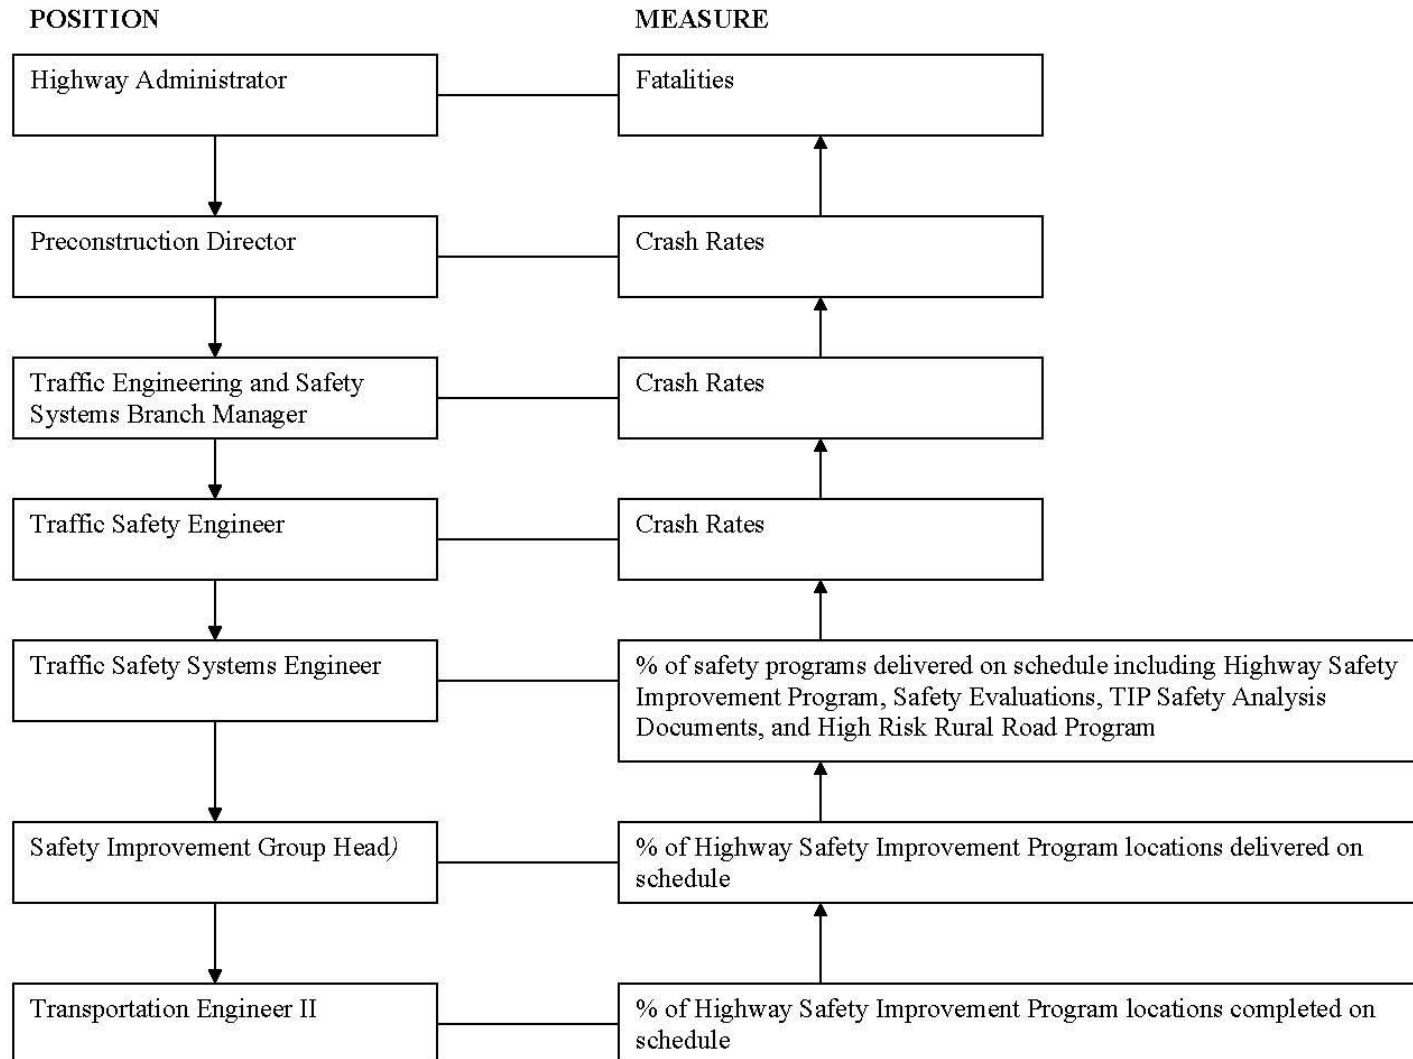 POSITION MEASURE
Highway Administrator Fatalities
Preconstruction Director Crash Rates
Traffic Engineering and Safety Crash Rates
Systems Branch Manager
Traffic Safety Engineer Crash Rates
Traffic Safety Systems Engineer % of safety programs delivered on schedule including Highway Safety
Improvement Program, Safety Evaluations, TIP Safety Analysis
Documents, and High Risk Rural Road Program
Safety Improvement Group Head) % of Highway Safety Improvement Program locations delivered on
schedule
Transportation Engineer II % of Highway Safety Improvement Program locations completed on
schedule